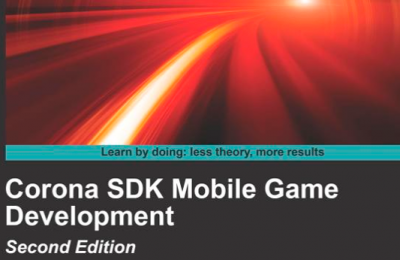 Learn by doing: less theory, more results
Corona SDK Mobile Game
Development
Second Edition